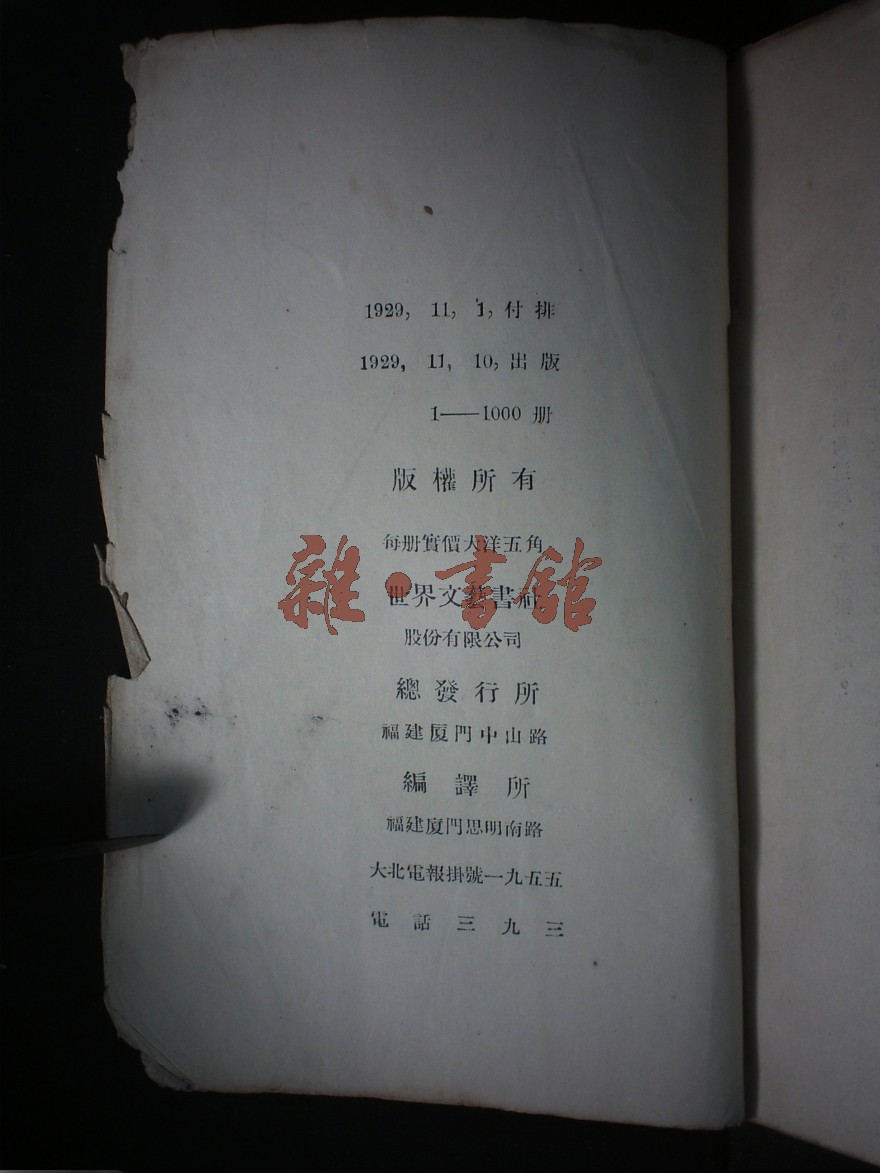 1929, 11, 1, 付排
1929, 11, 10, 出版
1——1000 册
版權所有
每册實價大洋五角
雜·書館
世界文藝書社
股份有限公司
總發行所
福建厦門中山路
編譯所
福建廈門思明南路
大北電報掛號一九五五
電話三九三